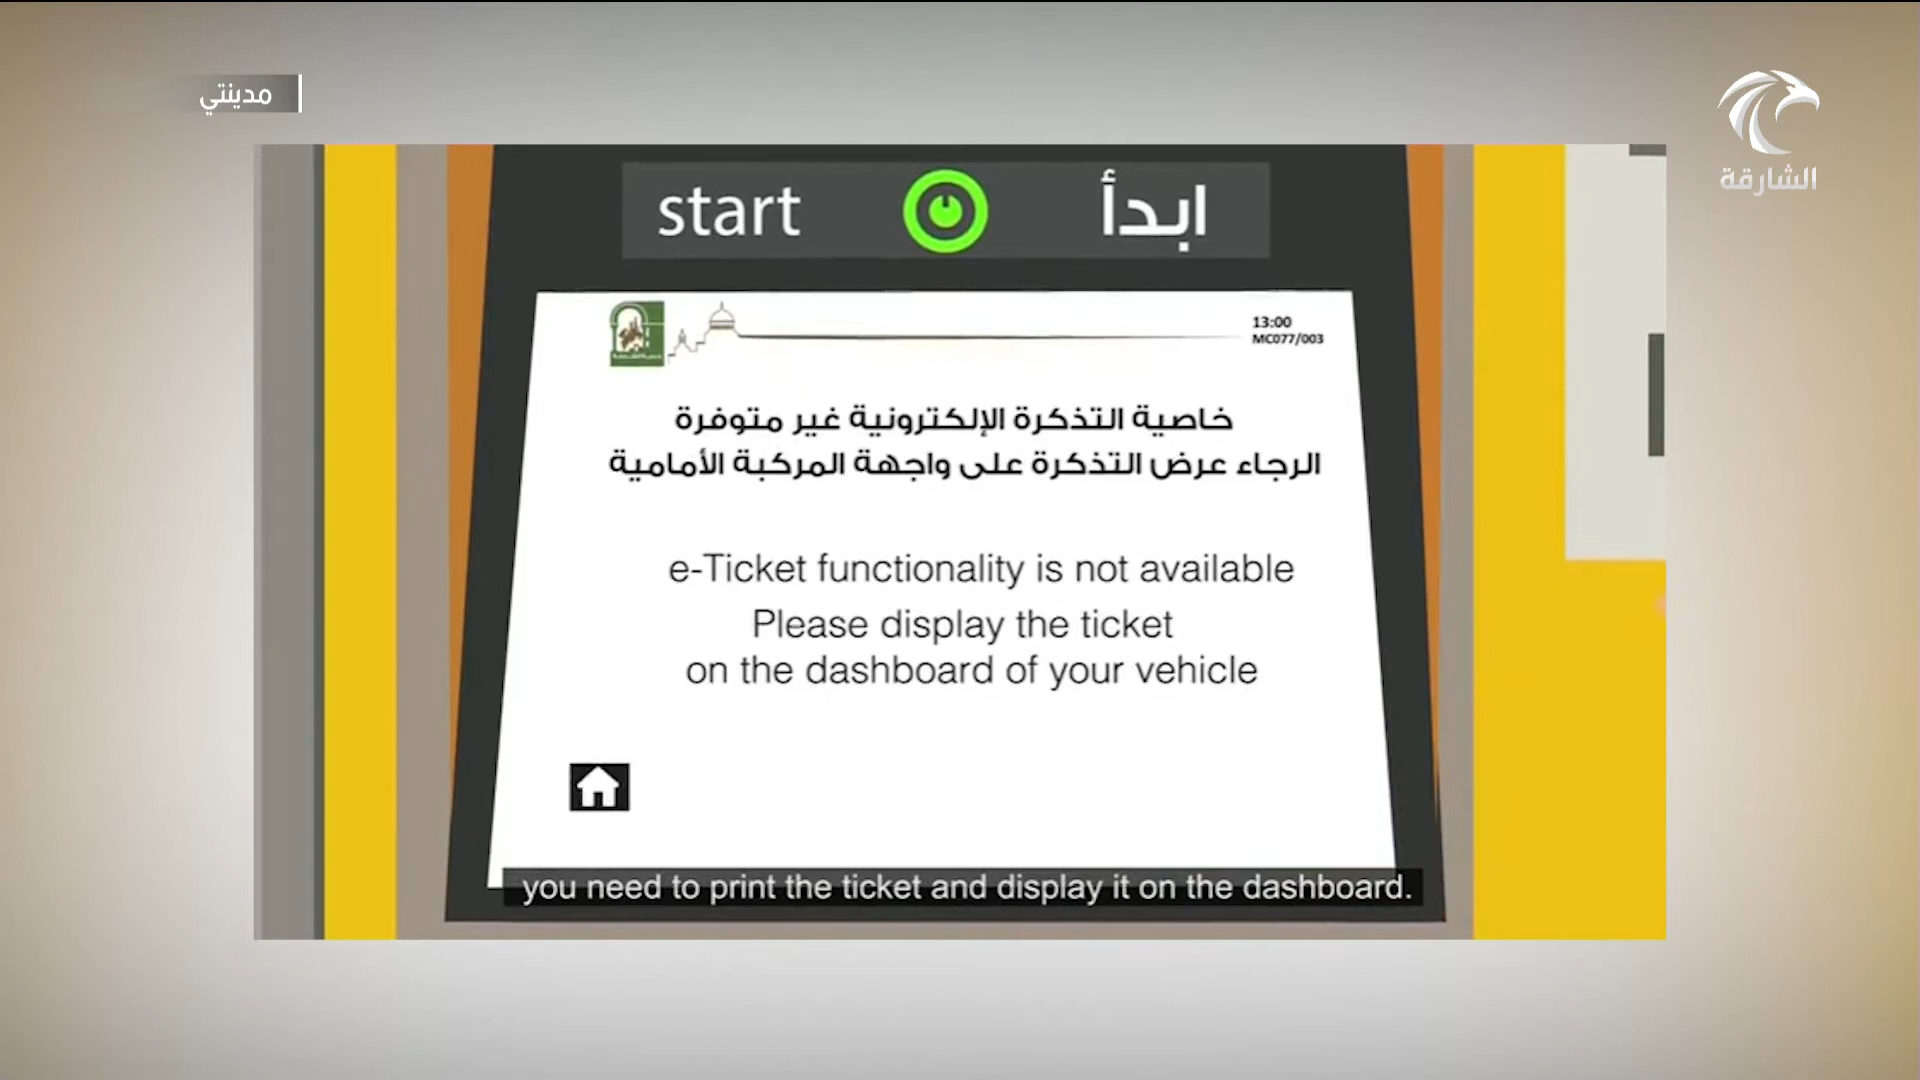 مدينتي
الشارقة
start
ابدأ
13:00
MC077/003
خاصية التذكرة الإلكترونية غير متوفرة
الرجاء عرض التذكرة على واجهة المركبة الأمامية
e-Ticket functionality is not available
Please display the ticket
on the dashboard of your vehicle
you need to print the ticket and display it on the dashboard.